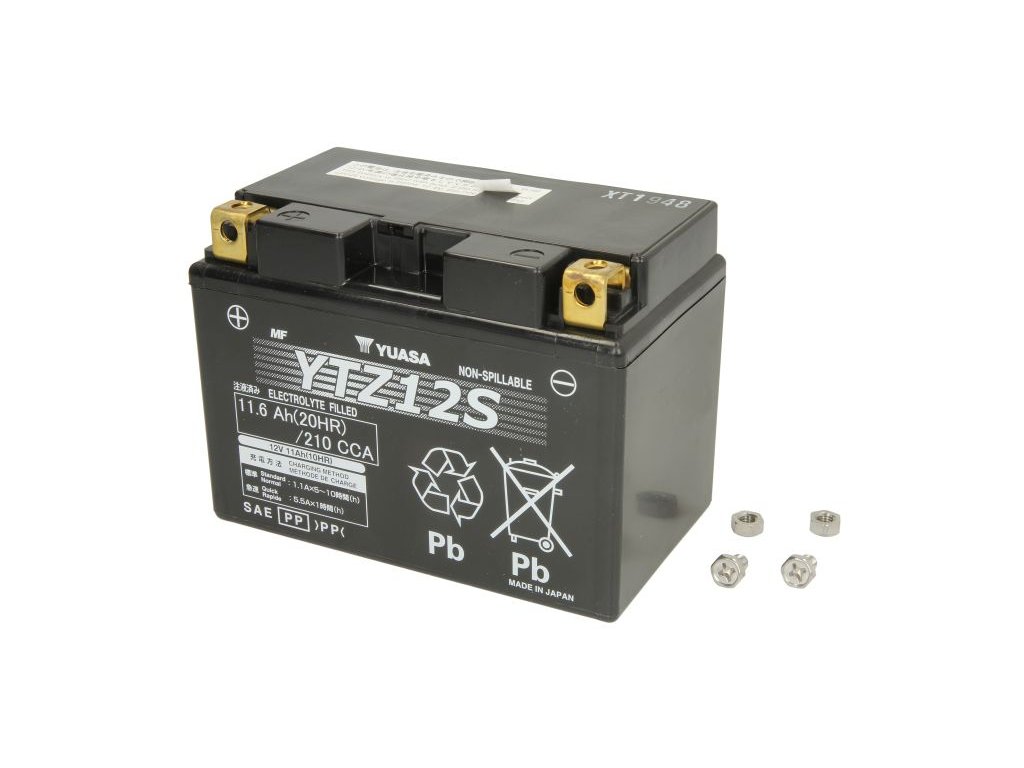 XT1948
MF
YUASA
NON-SPILLABLE
YTZ12S
注液済み ELECTROLYTE FILLED
11.6 Ah(20HR)
/210 CCA
12V 11Ah(10HR)
充電方法 CHARGING METHOD
METHODE DE CHARGE
標準 Standard Normal : 1.1A×5~10時間(h)
急速 Quick Rapide : 5.5A×1時間(h)
SAE PP >PP<
Pb
Pb
MADE IN JAPAN